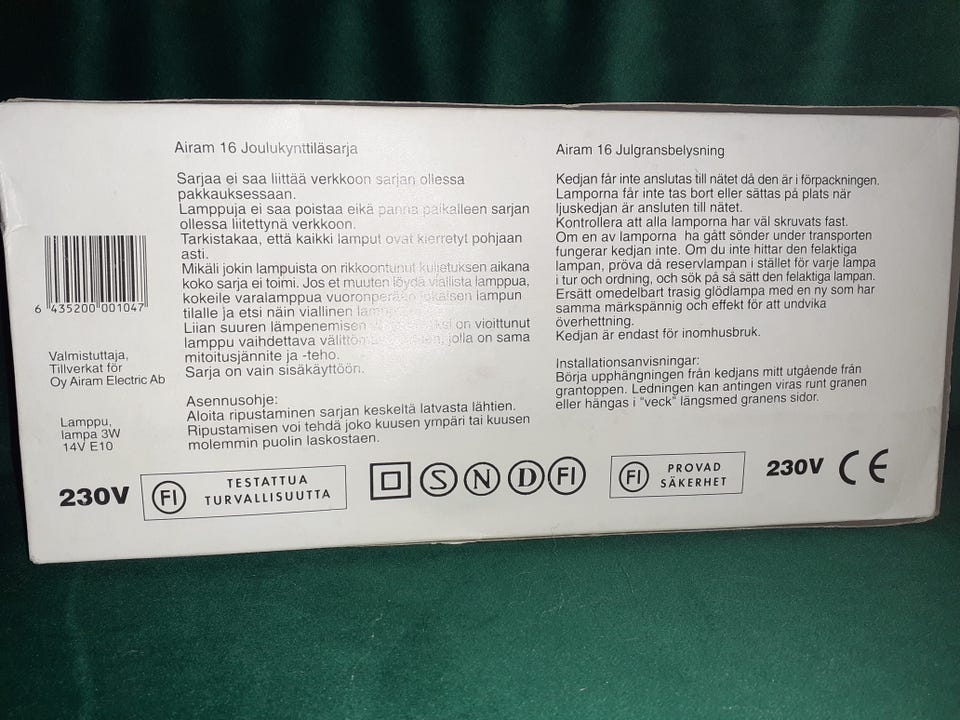 Airam 16 Joulukynttiläsarja
Sarjaa ei saa liittää verkkoon sarjan ollessa
pakkauksessaan.
Lamppuja ei saa poistaa eikä panna paikalleen sarjan
ollessa liitettynä verkkoon.
Tarkistakaa, että kaikki lamput ovat kierretyt pohjaan
asti.
Mikäli jokin lampuista on rikkoontunut kuljetuksen aikana
koko sarja ei toimi. Jos et muuten löydä viallista lamppua,
kokeile varalamppua vuoronperään jokaisen lampun
tilalle ja etsi näin viallinen
Liian suuren lämpenemisen on vioittunut
lamppu vaihdettava jolla on sama
mitoitusjännite ja -teho.
Sarja on vain sisäkäyttöön.
Asennusohje:
Aloita ripustaminen sarjan keskeltä latvasta lähtien.
Ripustamisen voi tehdä joko kuusen ympäri tai kuusen
molemmin puolin laskostaen.
6 435200 001047
Valmistuttaja,
Tillverkat för
Oy Airam Electric Ab
Lamppu,
lampa 3W
14V E10
Airam 16 Julgransbelysning
Kedjan får inte anslutas till nätet då den är i förpackningen.
Lamporna får inte tas bort eller sättas på plats när
ljuskedjan är ansluten till nätet.
Kontrollera att alla lamporna har väl skruvats fast.
Om en av lamporna ha gått sönder under transporten
fungerar kedjan inte. Om du inte hittar den felaktiga
lampan, pröva då reservlampan i stället för varje lampa
i tur och ordning, och sök på så sätt den felaktiga lampan.
Ersätt omedelbart trasig glödlampa med en ny som har
samma märkspännig och effekt för att undvika
överhettning.
Kedjan är endast för inomhusbruk.
Installationsanvisningar:
Börja upphängningen från kedjans mitt utgående från
grantoppen. Ledningen kan antingen viras runt granen
eller hängas i "veck" längsmed granens sidor.
230V FI TESTATTUA
TURVALLISUUTTA
S N D FI
FI PROVAD
SÄKERHET
230V CE